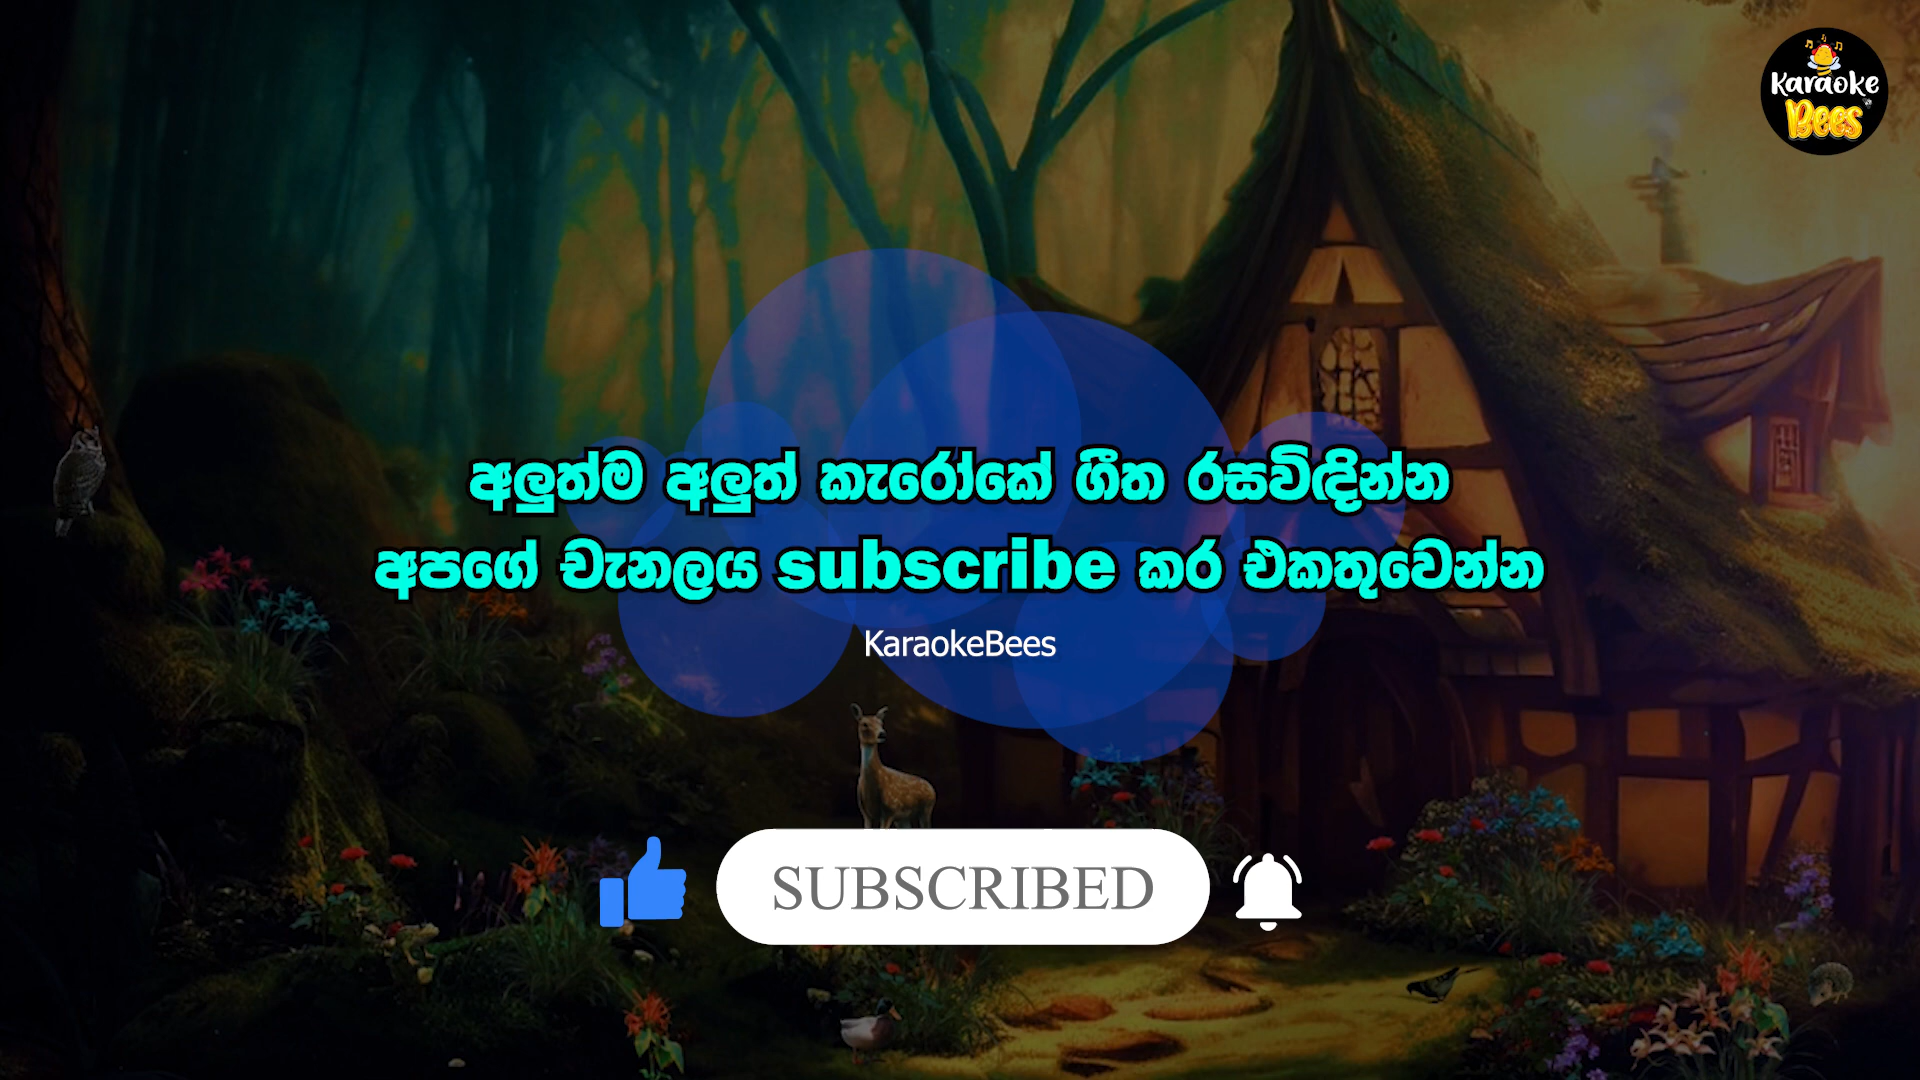 Karaoke
Bees
අලුත්ම අලුත් කැරෝකේ ගීත රසවිඳින්න
අපගේ චැනලය subscribe කර එකතුවෙන්න
KaraokeBees
SUBSCRIBED